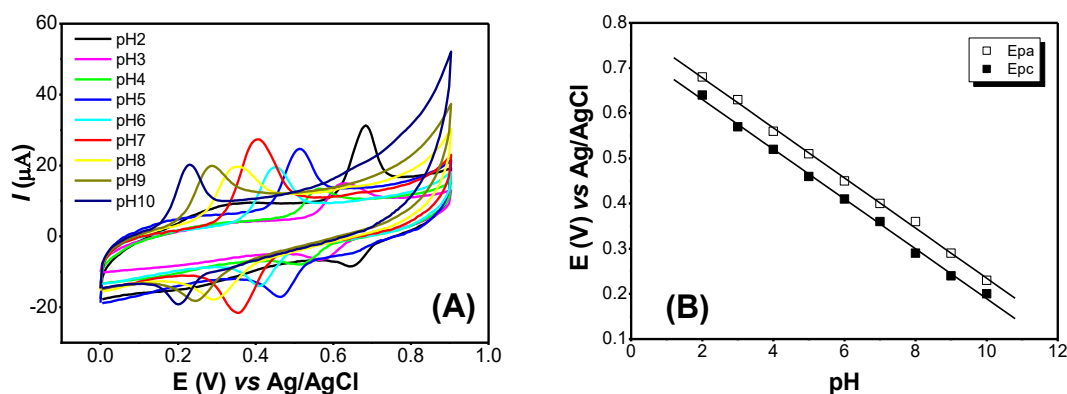 60
40
20
0
-20
I (μA)
pH2
pH3
pH4
pH5
pH6
pH7
pH8
pH9
pH10
(A)
0.0 0.2 0.4 0.6 0.8 1.0
E (V) vs Ag/AgCl
0.8
0.7
0.6
0.5
0.4
0.3
0.2
0.1
E (V) vs Ag/AgCl
Epa
Epc
(B)
0 2 4 6 8 10 12
pH